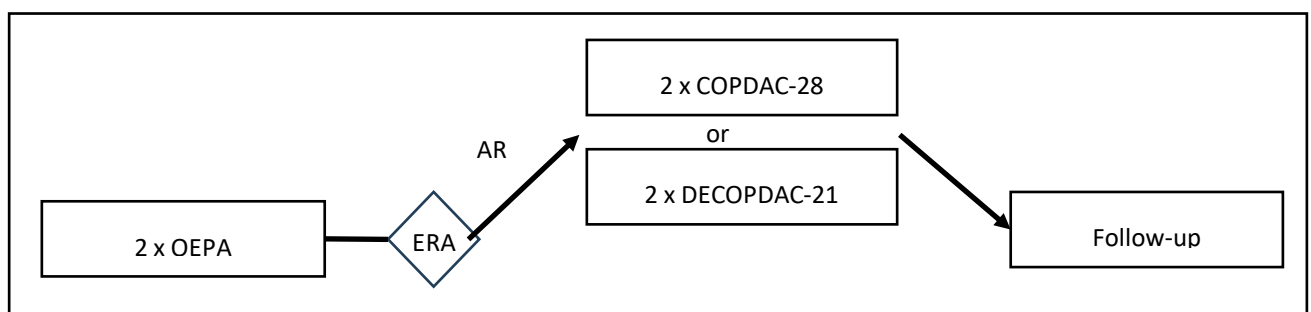 2 x COPDAC-28
or
AR
2 x DECOPDAC-21
2 x OEPA
ERA
Follow-up